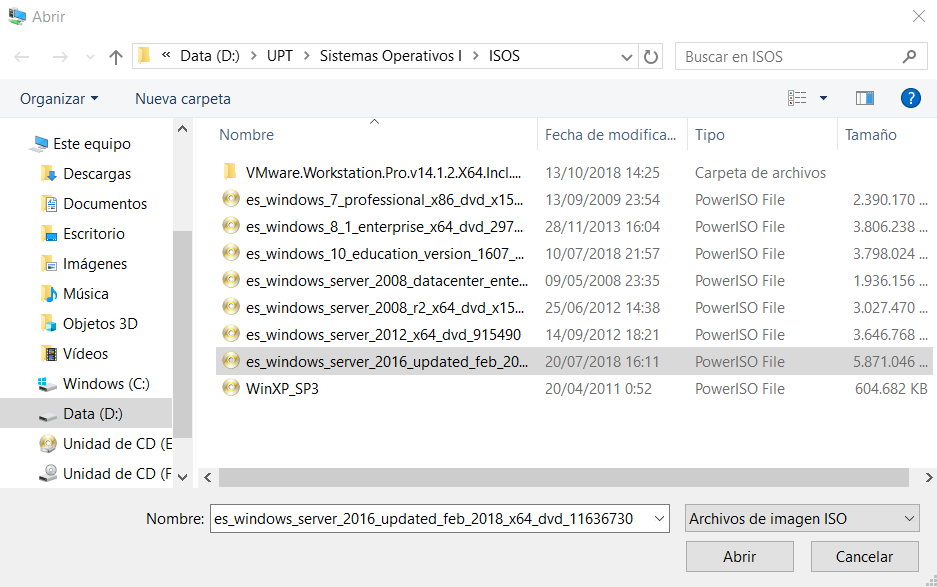 Abrir
« Data (D:) > UPT > Sistemas Operativos I > ISOS
Buscar en ISOS
Organizar
Nueva carpeta
?
Este equipo
Descargas
Documentos
Escritorio
Imágenes
Música
Objetos 3D
Vídeos
Windows (C:)
Data (D:)
Unidad de CD (E
Unidad de CD (F
Nombre Fecha de modifica... Tipo Tamaño
VMware.Workstation.Pro.v14.1.2.X64.Incl.... 13/10/2018 14:25 Carpeta de archivos
es_windows_7_professional_x86_dvd_x15... 13/09/2009 23:54 PowerISO File 2.390.170 ...
es_windows_8_1_enterprise_x64_dvd_297... 28/11/2013 16:04 PowerISO File 3.806.238 ...
es_windows_10_education_version_1607_... 10/07/2018 21:57 PowerISO File 3.798.024 ...
es_windows_server_2008_datacenter_ente... 09/05/2008 23:35 PowerISO File 1.936.156 ...
es_windows_server_2008_r2_x64_dvd_x15... 25/06/2012 14:38 PowerISO File 3.027.470 ...
es_windows_server_2012_x64_dvd_915490 14/09/2012 18:21 PowerISO File 3.646.768 ...
es_windows_server_2016_updated_feb_20... 20/07/2018 16:11 PowerISO File 5.871.046 ...
WinXP_SP3 20/04/2011 0:52 PowerISO File 604.682 KB
Nombre: es_windows_server_2016_updated_feb_2018_x64_dvd_11636730
Archivos de imagen ISO
Abrir
Cancelar